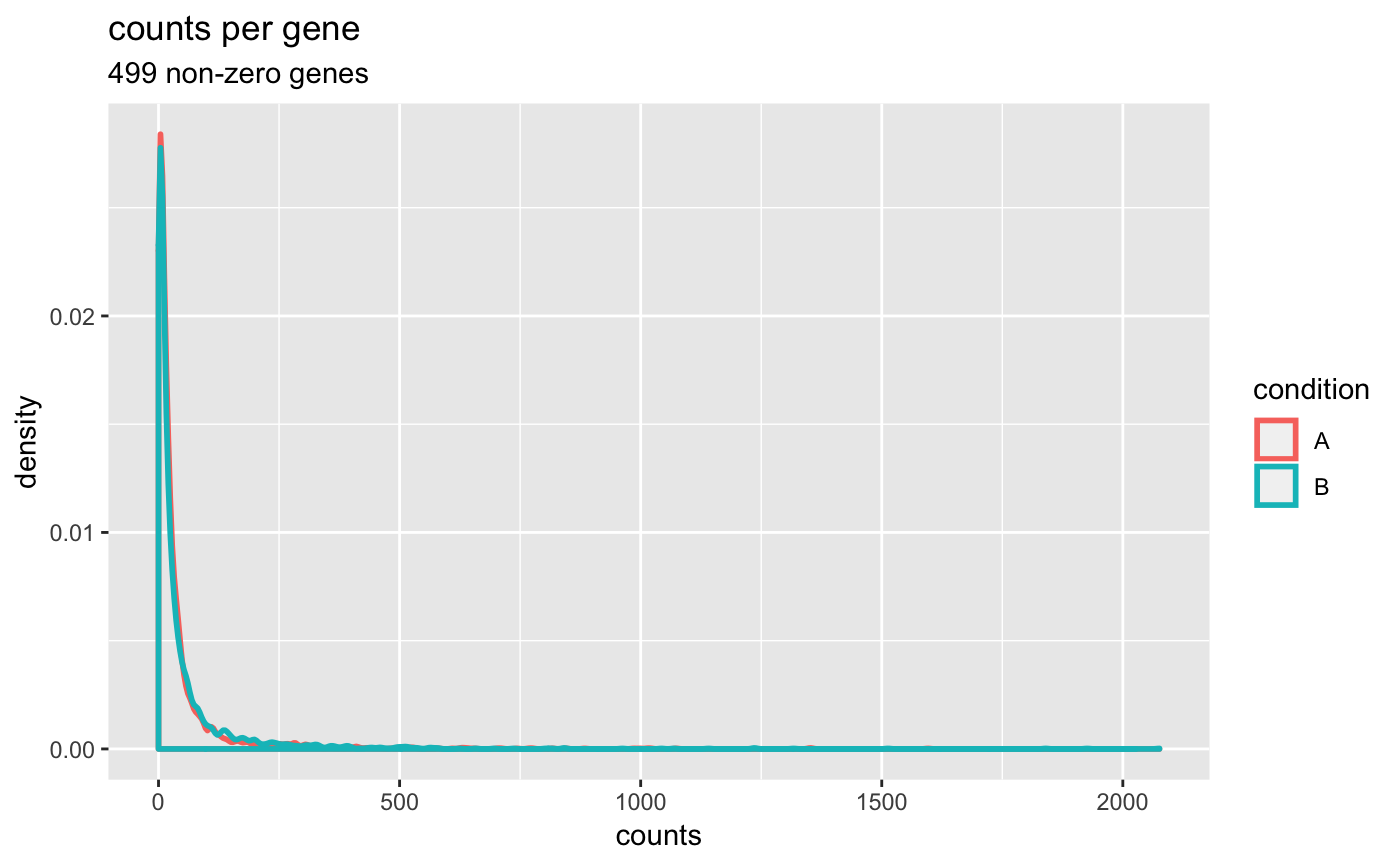 counts per gene
499 non-zero genes
density
0.02
0.01
0.00
0
500
1000
1500
2000
counts
condition
A
B